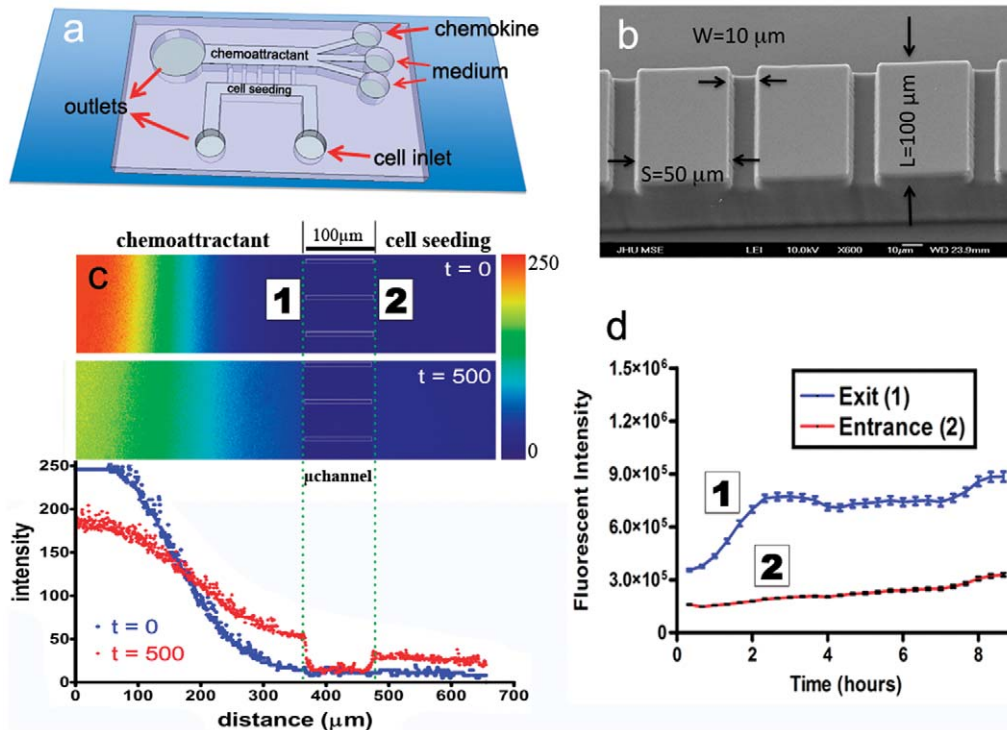 a
chemokine
chemoattractant
medium
outlets
cell seeding
cell inlet
b
W=10 μm
L=100 μm
S=50 μm
JHU MSE LEI 10.0kV X600 10μm WD 23.9mm
chemoattractant
100μm
cell seeding
c
t = 0
250
1
2
t = 500
0
μchannel
250
200
150
100
50
0
intensity
t = 0
t = 500
0 100 200 300 400 500 600 700
distance (μm)
d
1.5×10⁶
1.2×10⁶
9.0×10⁵
6.0×10⁵
3.0×10⁵
0
Fluorescent Intensity
Exit (1)
Entrance (2)
1
2
0 2 4 6 8
Time (hours)